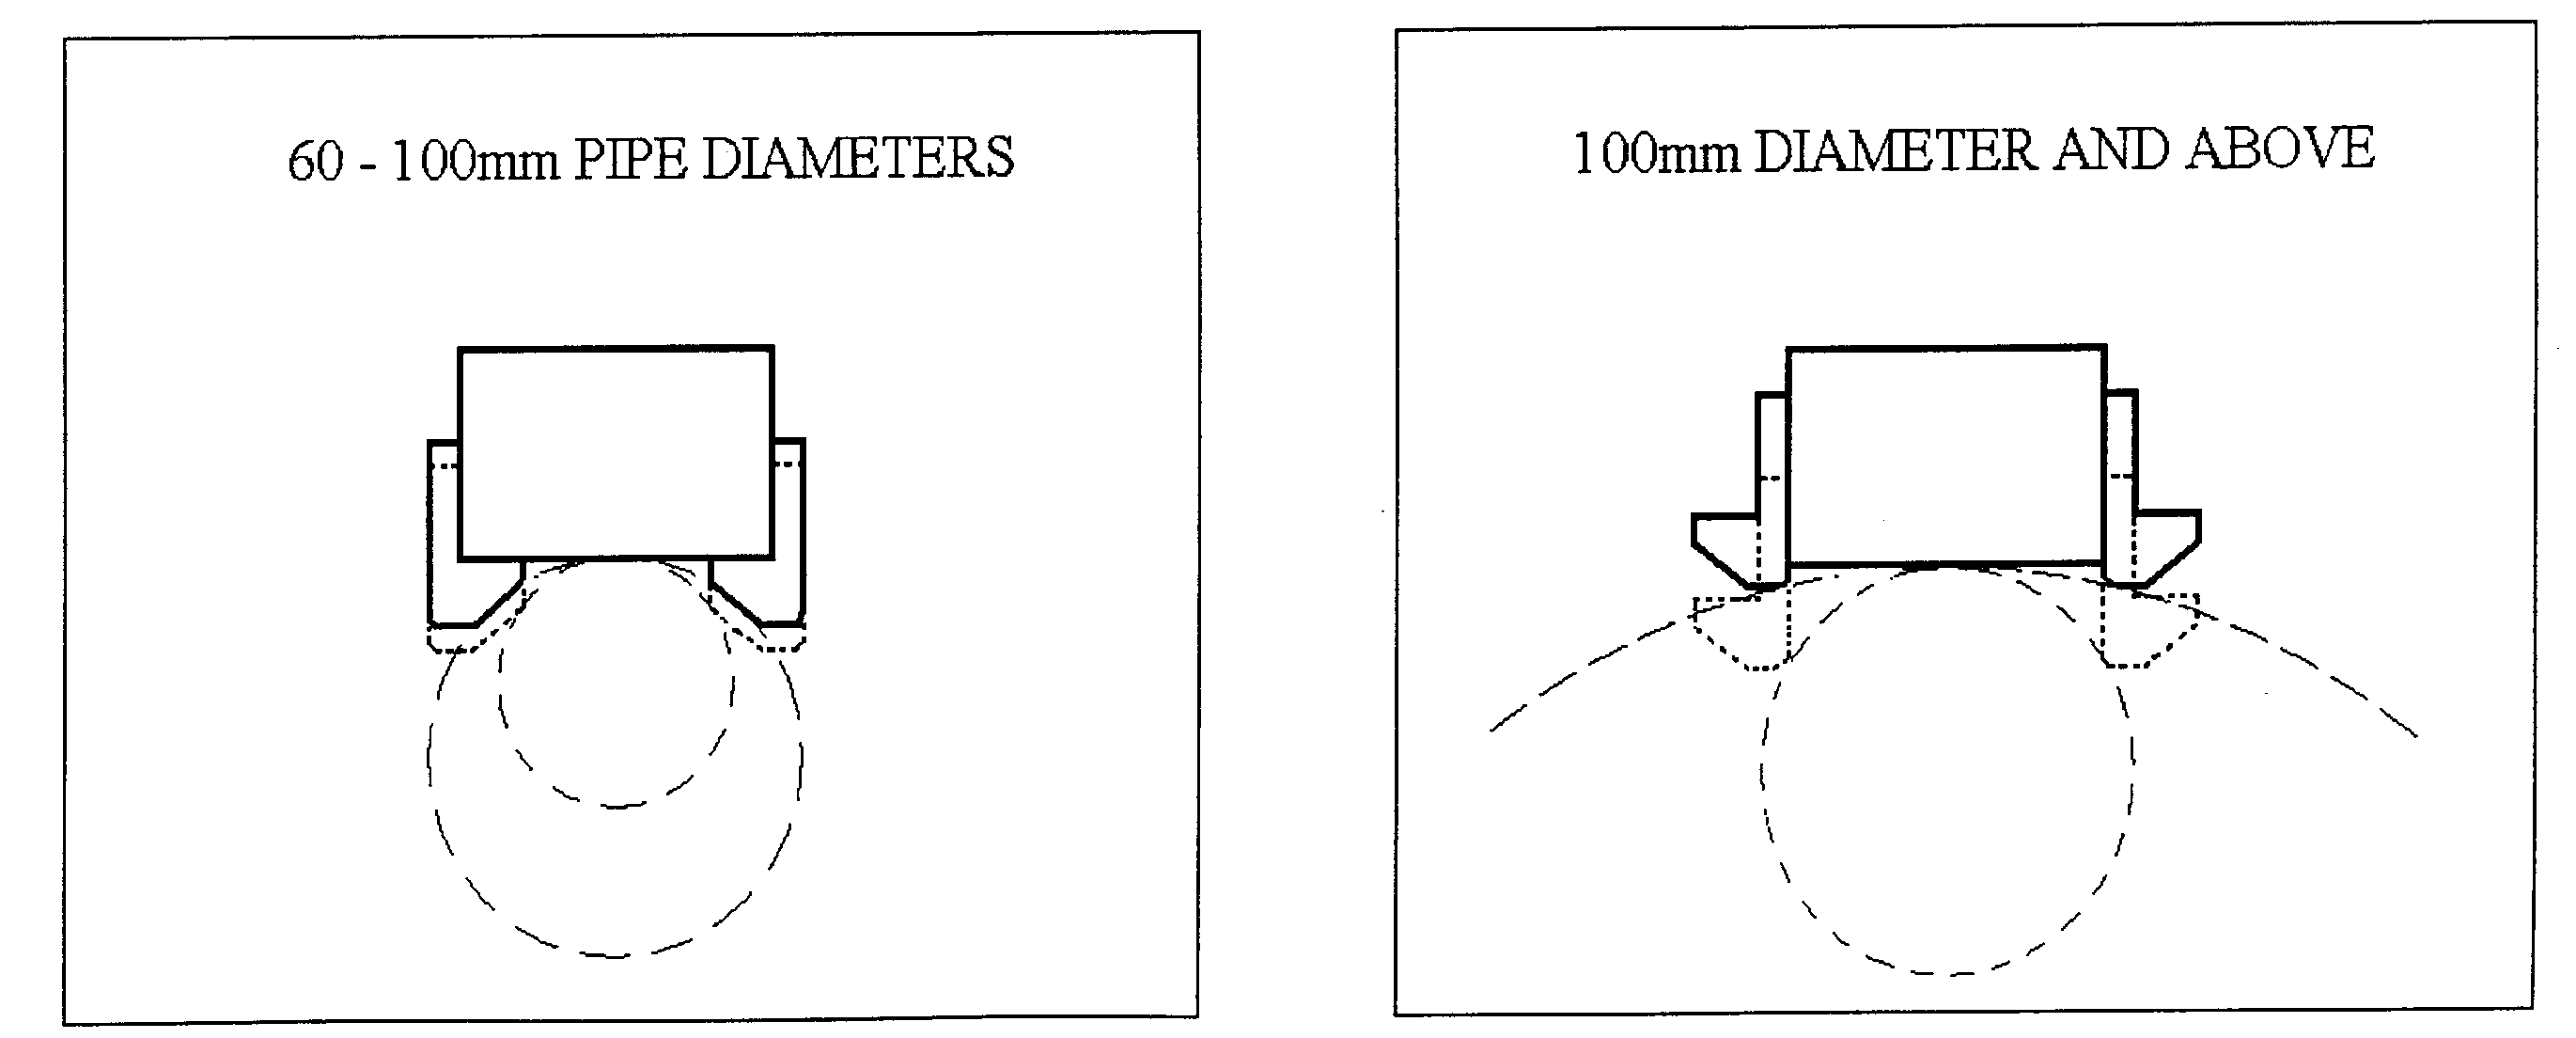 60 - 100mm PIPE DIAMETERS
100mm DIAMETER AND ABOVE